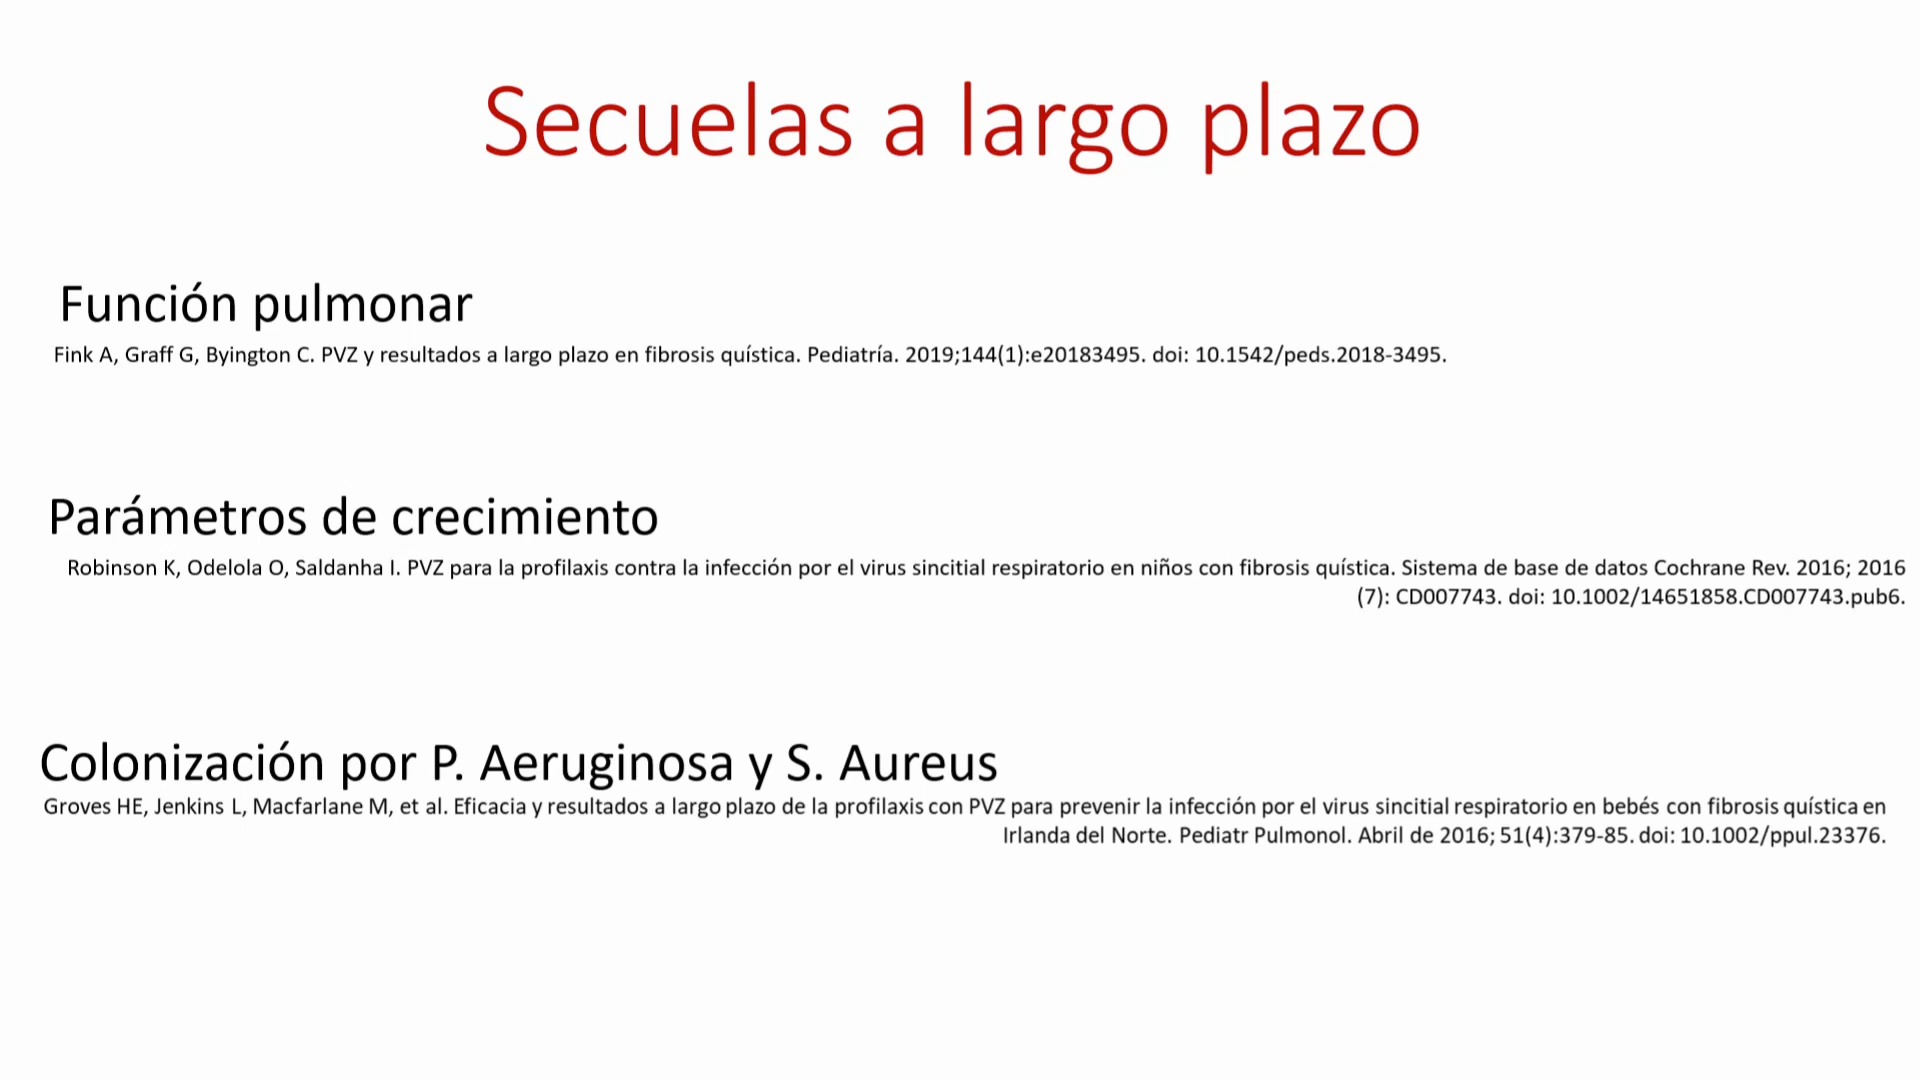 Secuelas a largo plazo
Función pulmonar
Fink A, Graff G, Byington C. PVZ y resultados a largo plazo en fibrosis quística. Pediatría. 2019;144(1):e20183495. doi: 10.1542/peds.2018-3495.
Parámetros de crecimiento
Robinson K, Odelola O, Saldanha I. PVZ para la profilaxis contra la infección por el virus sincitial respiratorio en niños con fibrosis quística. Sistema de base de datos Cochrane Rev. 2016; 2016
(7): CD007743. doi: 10.1002/14651858.CD007743.pub6.
Colonización por P. Aeruginosa y S. Aureus
Groves HE, Jenkins L, Macfarlane M, et al. Eficacia y resultados a largo plazo de la profilaxis con PVZ para prevenir la infección por el virus sincitial respiratorio en bebés con fibrosis quística en
Irlanda del Norte. Pediatr Pulmonol. Abril de 2016; 51(4):379-85. doi: 10.1002/ppul.23376.